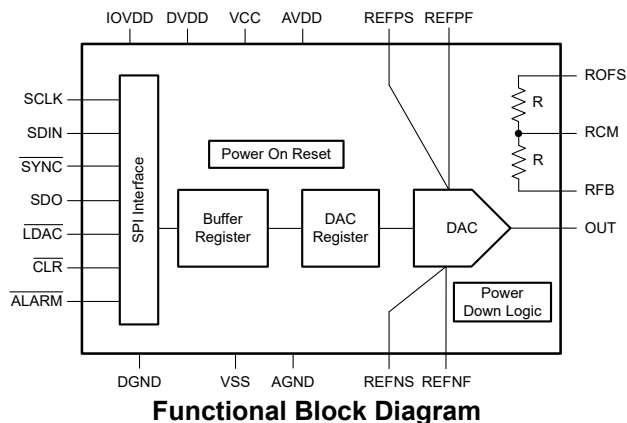 IOVDD DVDD VCC AVDD REFPS REFPF
ROFS
R
SCLK
SDIN
RCM
SYNC
Power On Reset
R
SPI Interface
RFB
SDO
Buffer
Register
DAC
Register
DAC
OUT
LDAC
CLR
ALARM
Power
Down Logic
DGND VSS AGND REFNS REFNF
Functional Block Diagram